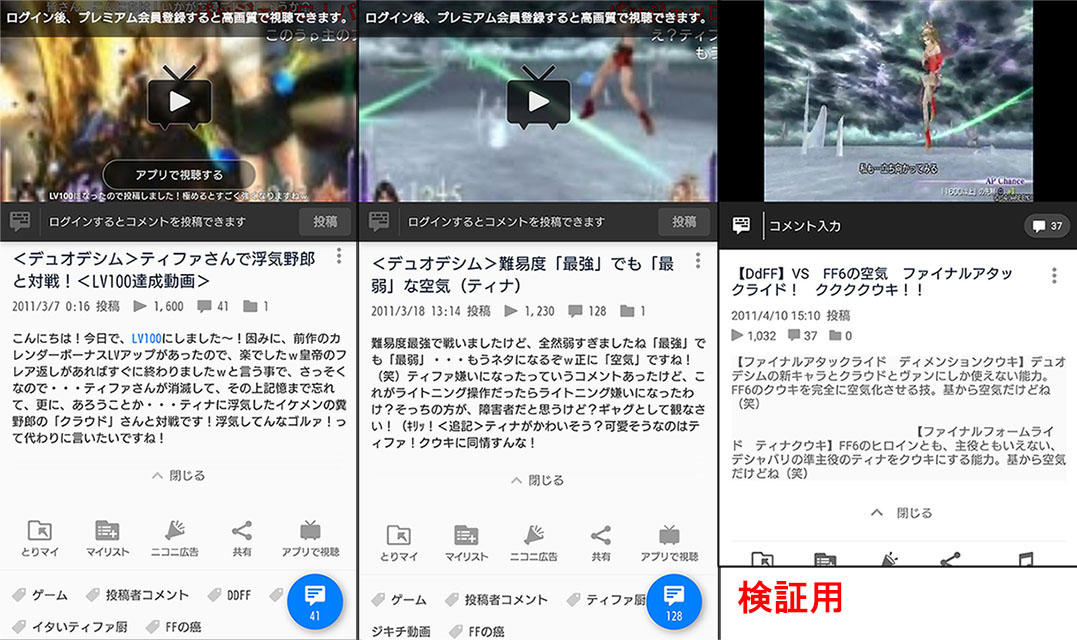 ログイン後、プレミアム会員登録すると高画質で視聴できます。
このうp主の
アプリで視聴する
LV100になったので投稿しました！極めるとすごく強くなりますねw
ログインするとコメントを投稿できます
投稿
＜デュオデシム＞ティファさんで浮気野郎
と対戦！＜LV100達成動画＞
2011/3/7 0:16 投稿 1,600 41 1
こんにちは！今日で、LV100にしました～！因みに、前作のカ
レンダーボーナスLVアップがあったので、楽でしたｗ皇帝のフ
レア返しがあればすぐに終わりましたｗと言う事で、さっそく
なので・・・ティファさんが消滅して、その上記憶まで忘れ
て、更に、あろうことか・・・ティナに浮気したイケメンの糞
野郎の「クラウド」さんと対戦です！浮気してんなゴルァ！っ
て代わりに言いたいですね！
閉じる
とりマイ
マイリスト
ニコニ広告
共有
アプリで視聴
ゲーム
投稿者コメント
DDFF
41
イタいティファ厨
FFの癌
ログイン後、プレミアム会員登録すると高画質で視聴できます。
え？ティフ
もう
ログインするとコメントを投稿できます
投稿
＜デュオデシム＞難易度「最強」でも「最
弱」な空気（ティナ）
2011/3/18 13:14 投稿 1,230 128 1
難易度最強で戦いましたけど、全然弱すぎましたね「最強」で
も「最弱」・・・もうネタになるぞｗ正に「空気」ですね！
（笑）ティファ嫌いになったっていうコメントあったけど、こ
れがライトニング操作だったらライトニング嫌いになったわ
け？そっちの方が、障害者だと思うけど？ギャグとして観なさ
い！（ｷﾘｯ！＜追記＞ティナがかわいそう？可愛そうなのはテ
ィファ！クウキに同情すんな！
閉じる
とりマイ
マイリスト
ニコニ広告
共有
アプリで視聴
ゲーム
投稿者コメント
ティファ厨
128
ジキチ動画
FFの癌
私も―立ち向かってみる
AP Chance
コメント入力
37
【DdFF】VS　FF6の空気　ファイナルアタッ
クライド！　クククウキ！！
2011/4/10 15:10 投稿
1,032 37 0
【ファイナルアタックライド　ディメンションクウキ】デュオ
デシムの新キャラとクラウドとヴァンにしか使えない能力。
FF6のクウキを完全に空気化させる技。基から空気だけどね
（笑）
【ファイナルフォームライ
ド　ティナクウキ】FF6のヒロインとも、主役ともいえない、
デシャバリの準主役のティナをクウキにする能力。基から空気
だけどね（笑）
閉じる
検証用